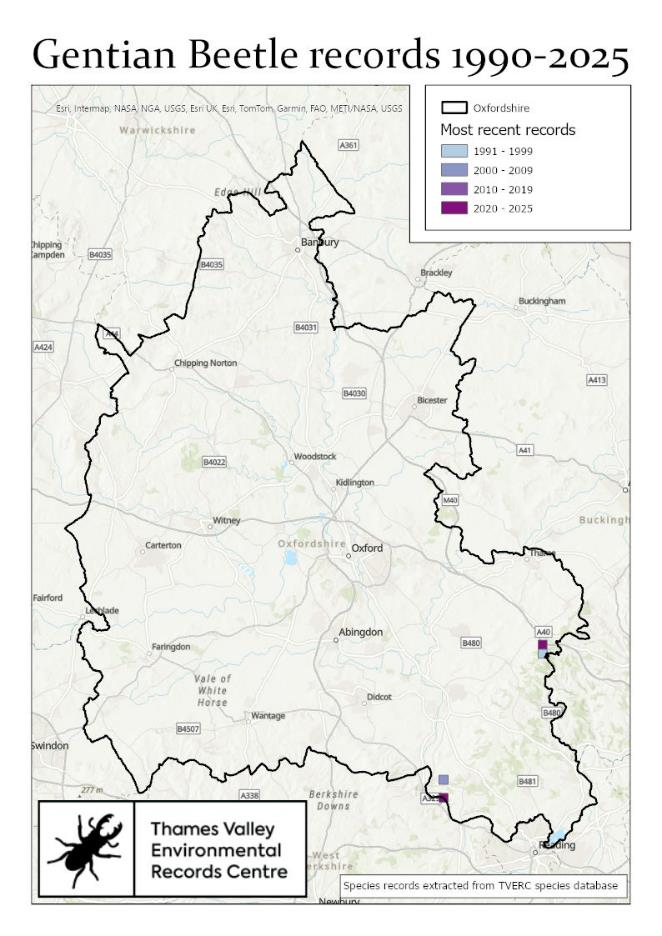 Gentian Beetle records 1990-2025
Esri, Intermap, NASA, NGA, USGS, Esri UK, Esri, TomTom, Garmin, FAO, METI/NASA, USGS
Oxfordshire
Most recent records
1991 - 1999
2000 - 2009
2010 - 2019
2020 - 2025
Warwickshire
A361
Edge Hill
Banbury
Chipping
Campden
B4035
B4035
Brackley
Buckingham
B4031
A44
A424
Chipping Norton
A413
B4030
Bicester
A41
Woodstock
B4022
Kidlington
M40
Witney
Buckingh
Carterton
Oxfordshire
Oxford
Thame
Fairford
Lechlade
A40
Abingdon
B480
Faringdon
Vale of
White
Horse
Didcot
Wantage
B480
B4507
Swindon
B481
277 m
A338
Berkshire
Downs
Reading
West
erkshire
Newbury
Thames Valley
Environmental
Records Centre
Species records extracted from TVERC species database